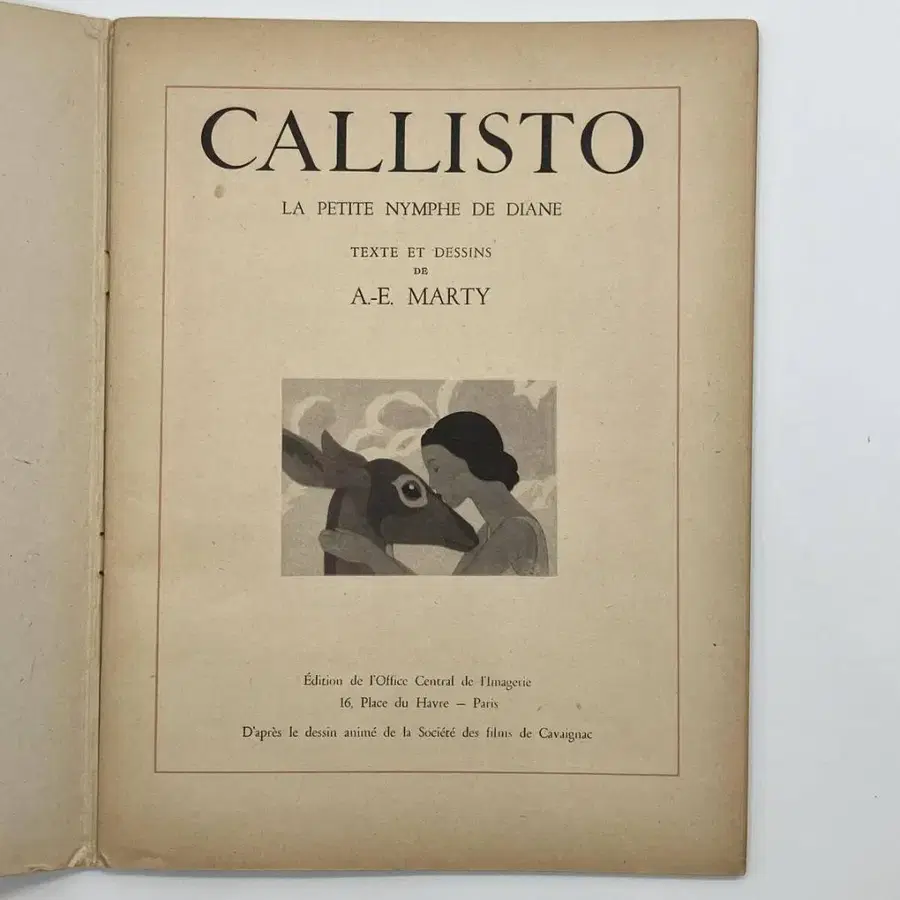 CALLISTO
LA PETITE NYMPHE DE DIANE
TEXTE ET DESSINS
DE
A.-E. MARTY
Édition de l'Office Central de l'Imagerie
16, Place du Havre — Paris
D'après le dessin animé de la Société des films de Cavaignac